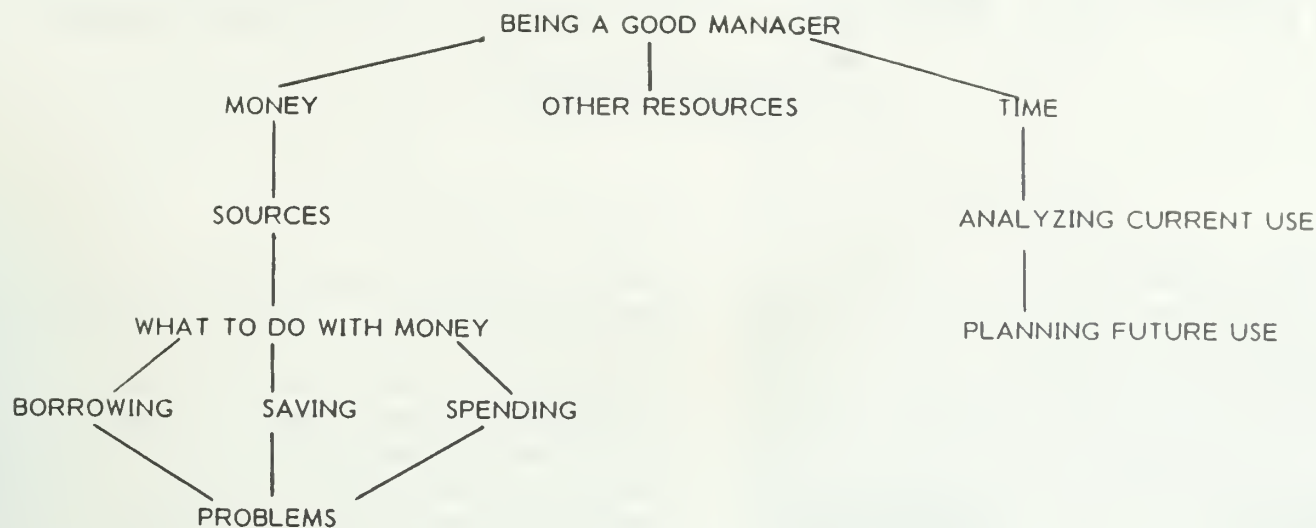 BEING A GOOD MANAGER
MONEY OTHER RESOURCES TIME
SOURCES ANALYZING CURRENT USE
WHAT TO DO WITH MONEY PLANNING FUTURE USE
BORROWING SAVING SPENDING
PROBLEMS